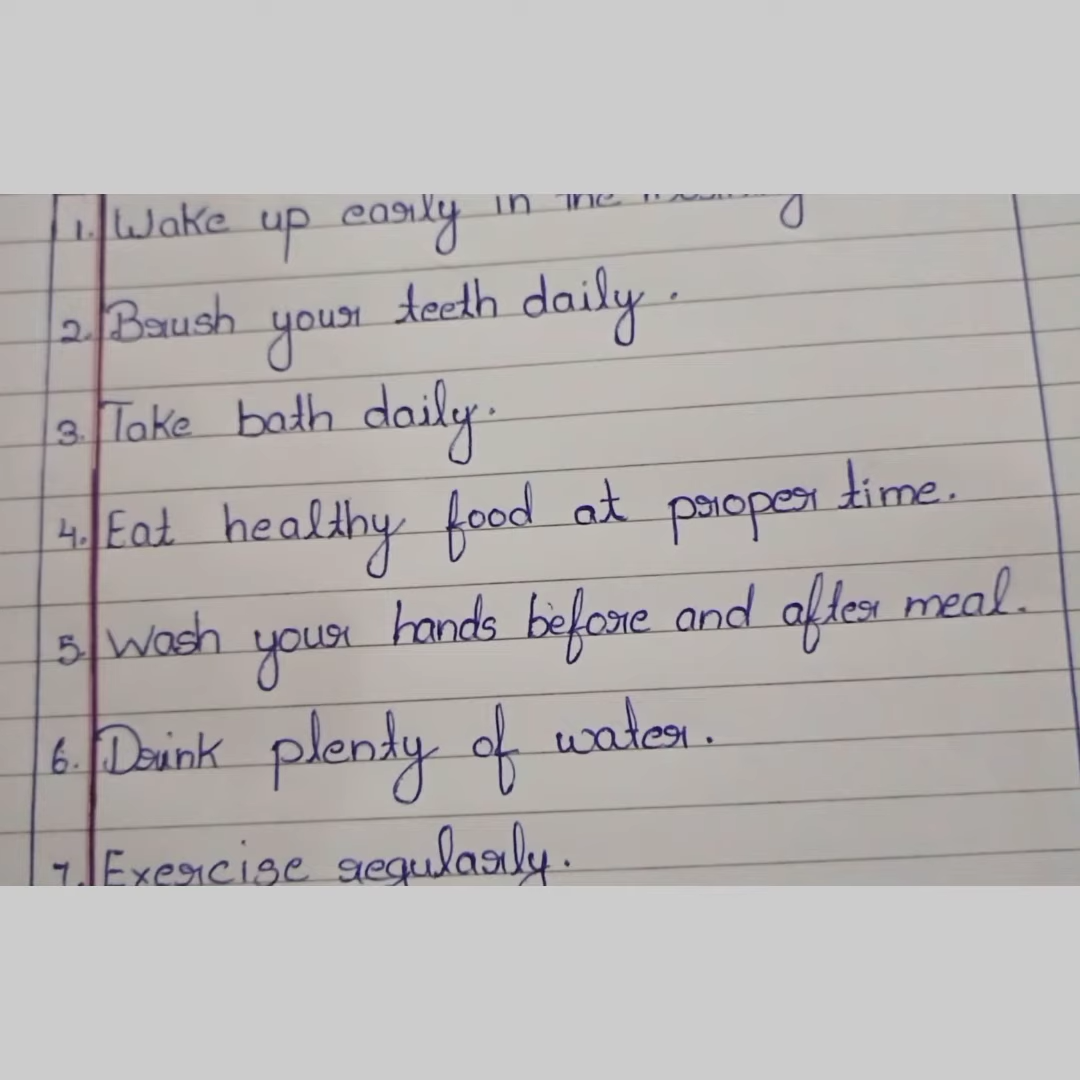 1. Wake up early in the
2. Brush your teeth daily.
3. Take bath daily.
4. Eat healthy food at proper time.
5. Wash your hands before and after meal.
6. Drink plenty of water.
7. Exercise regularly.